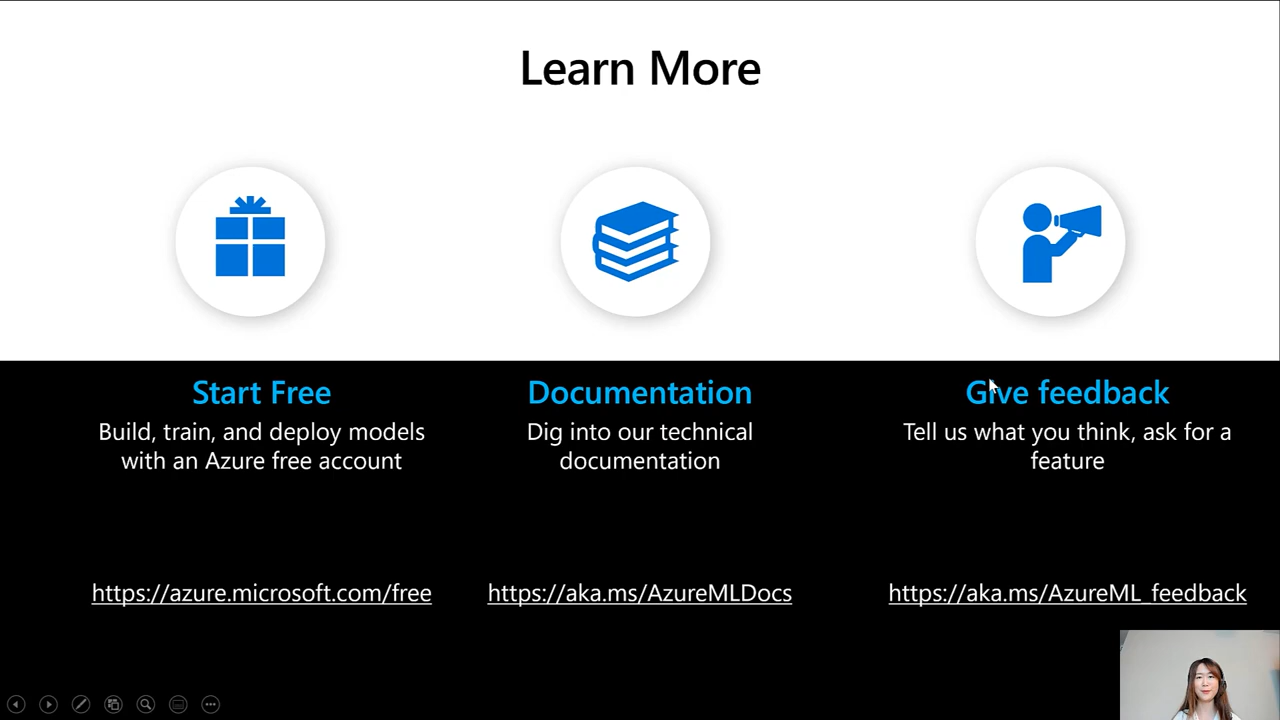 Learn More
Start Free
Build, train, and deploy models
with an Azure free account
https://azure.microsoft.com/free
Documentation
Dig into our technical
documentation
https://aka.ms/AzureMLDocs
Give feedback
Tell us what you think, ask for a
feature
https://aka.ms/AzureML_feedback